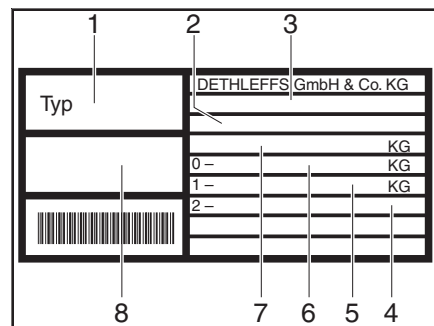 1 2 3
DETHLEFFS GmbH & Co. KG
Typ
KG
0 – KG
1 – KG
2 –
8 7 6 5 4